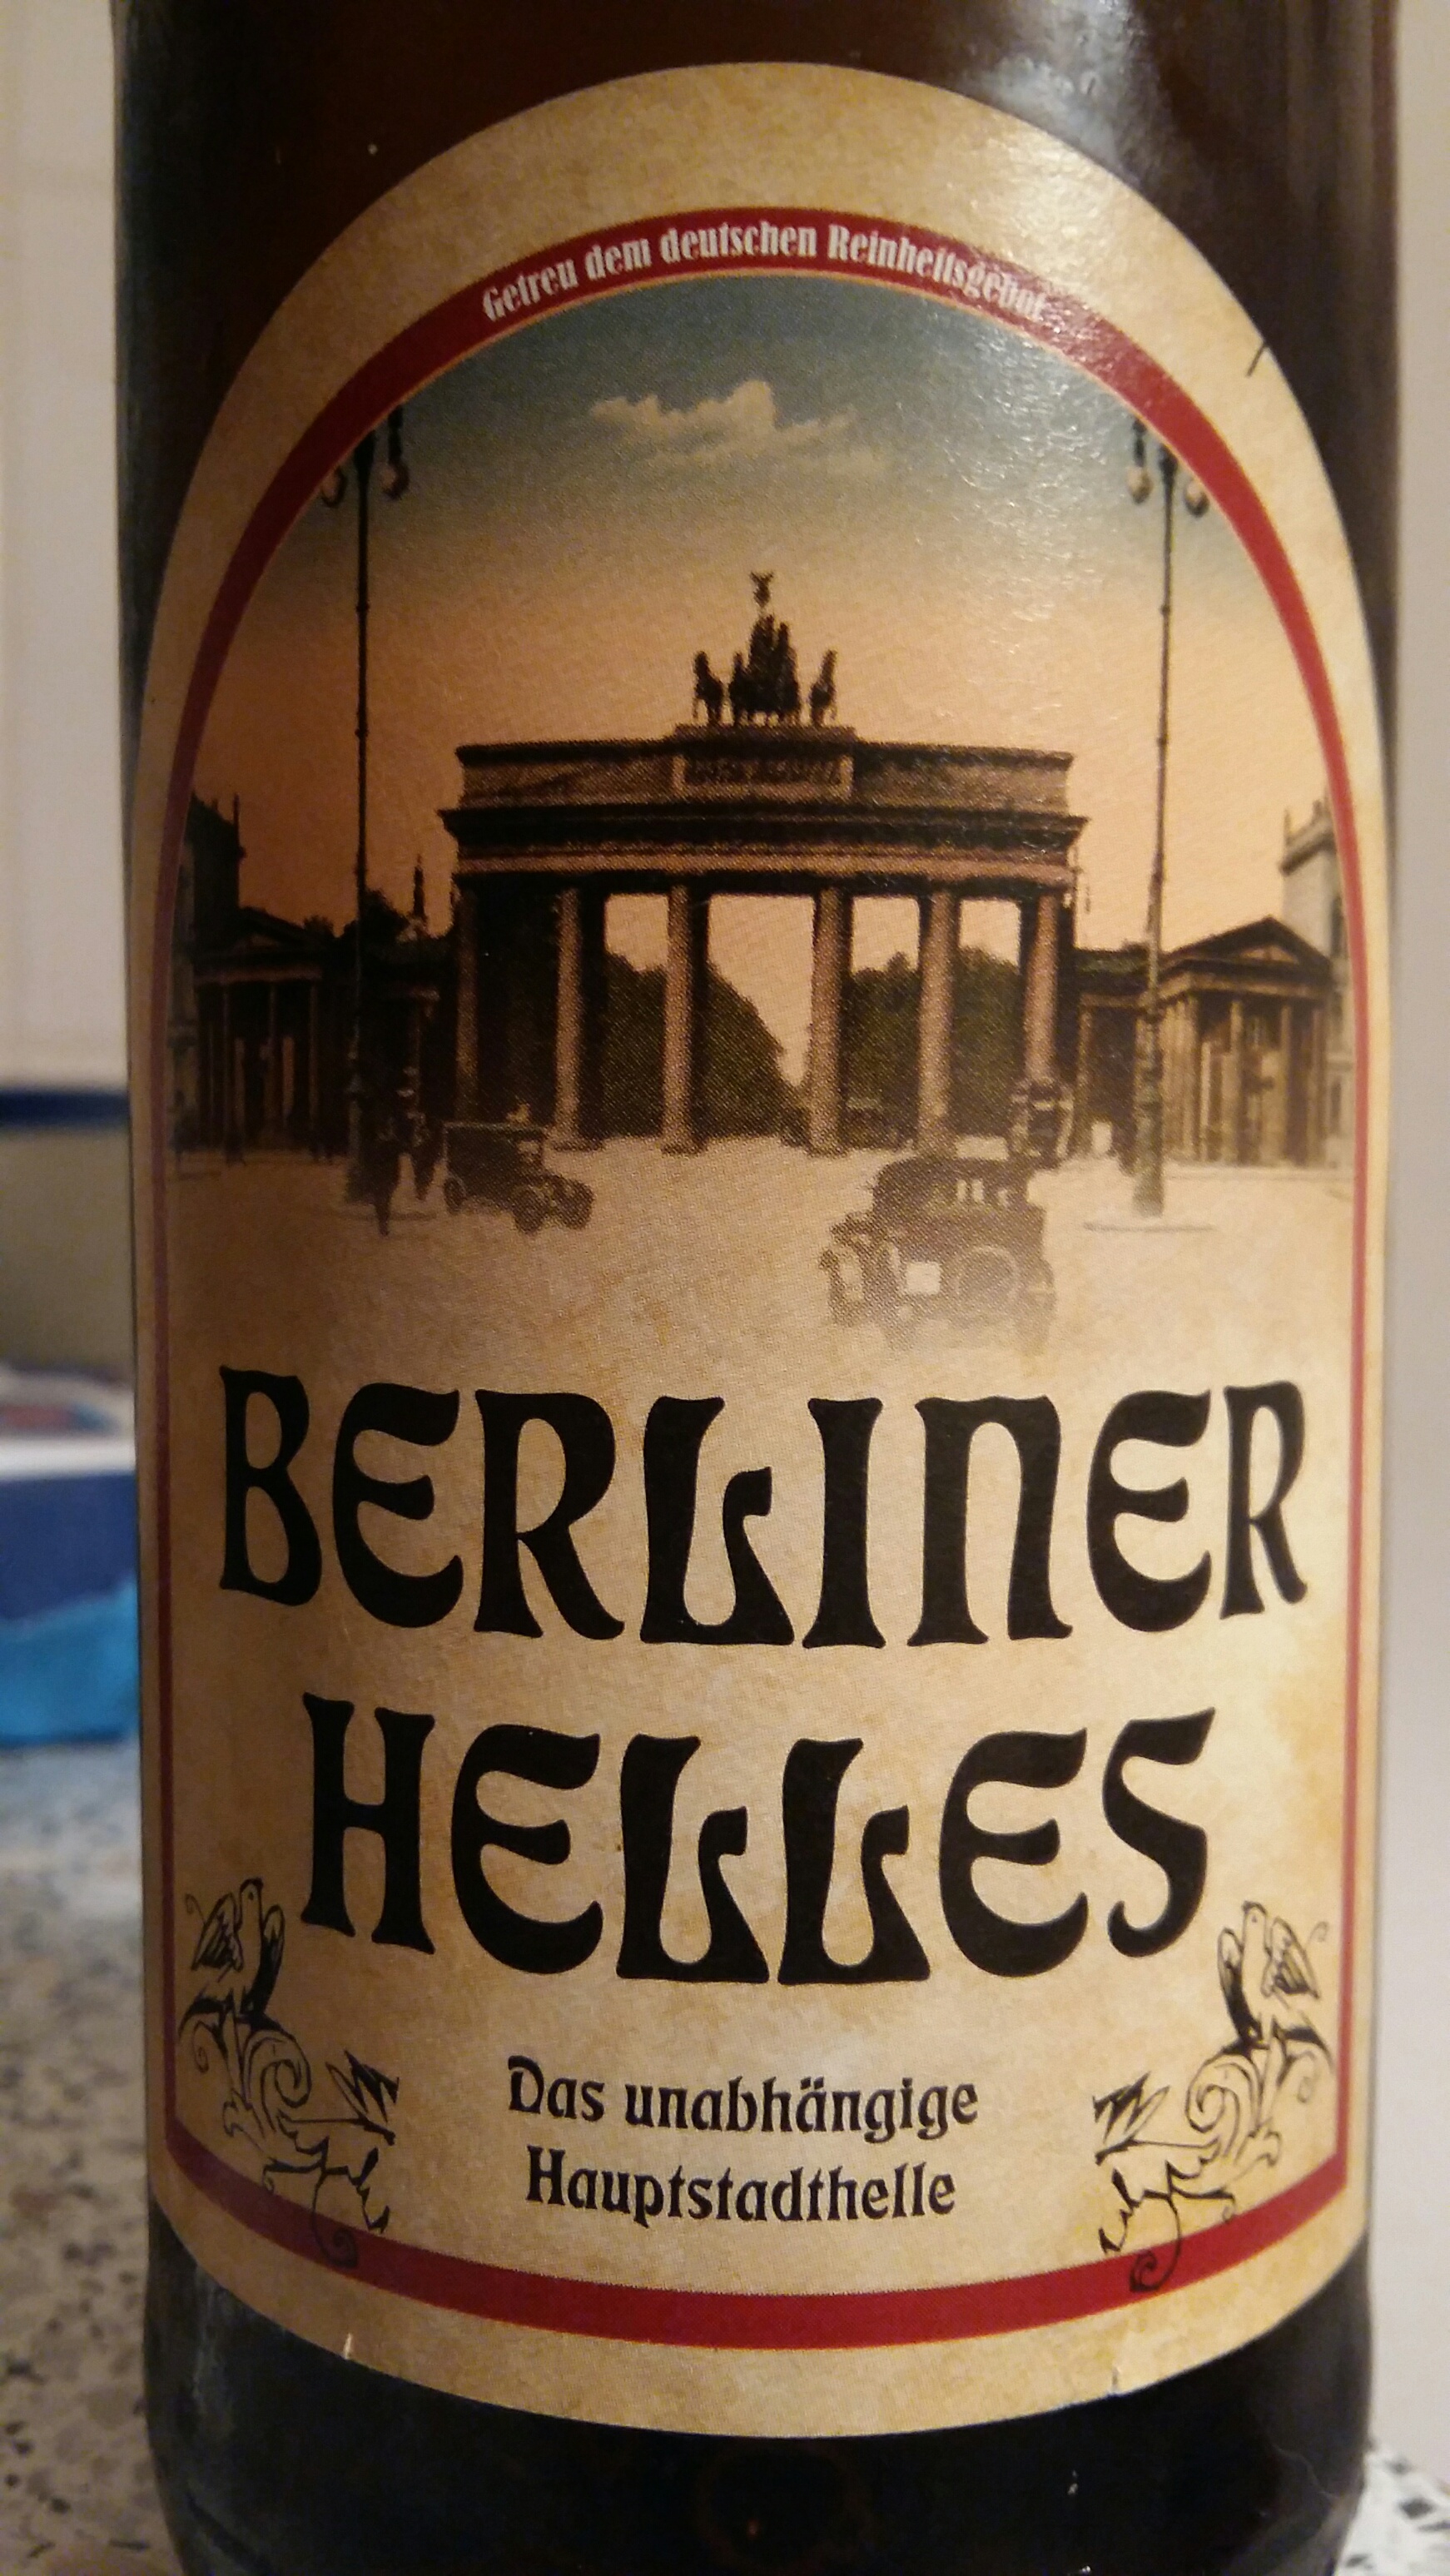 Getreu dem deutschen Reinheitsgebot
BERLINER
HELLES
Das unabhängige
Hauptstadthelle